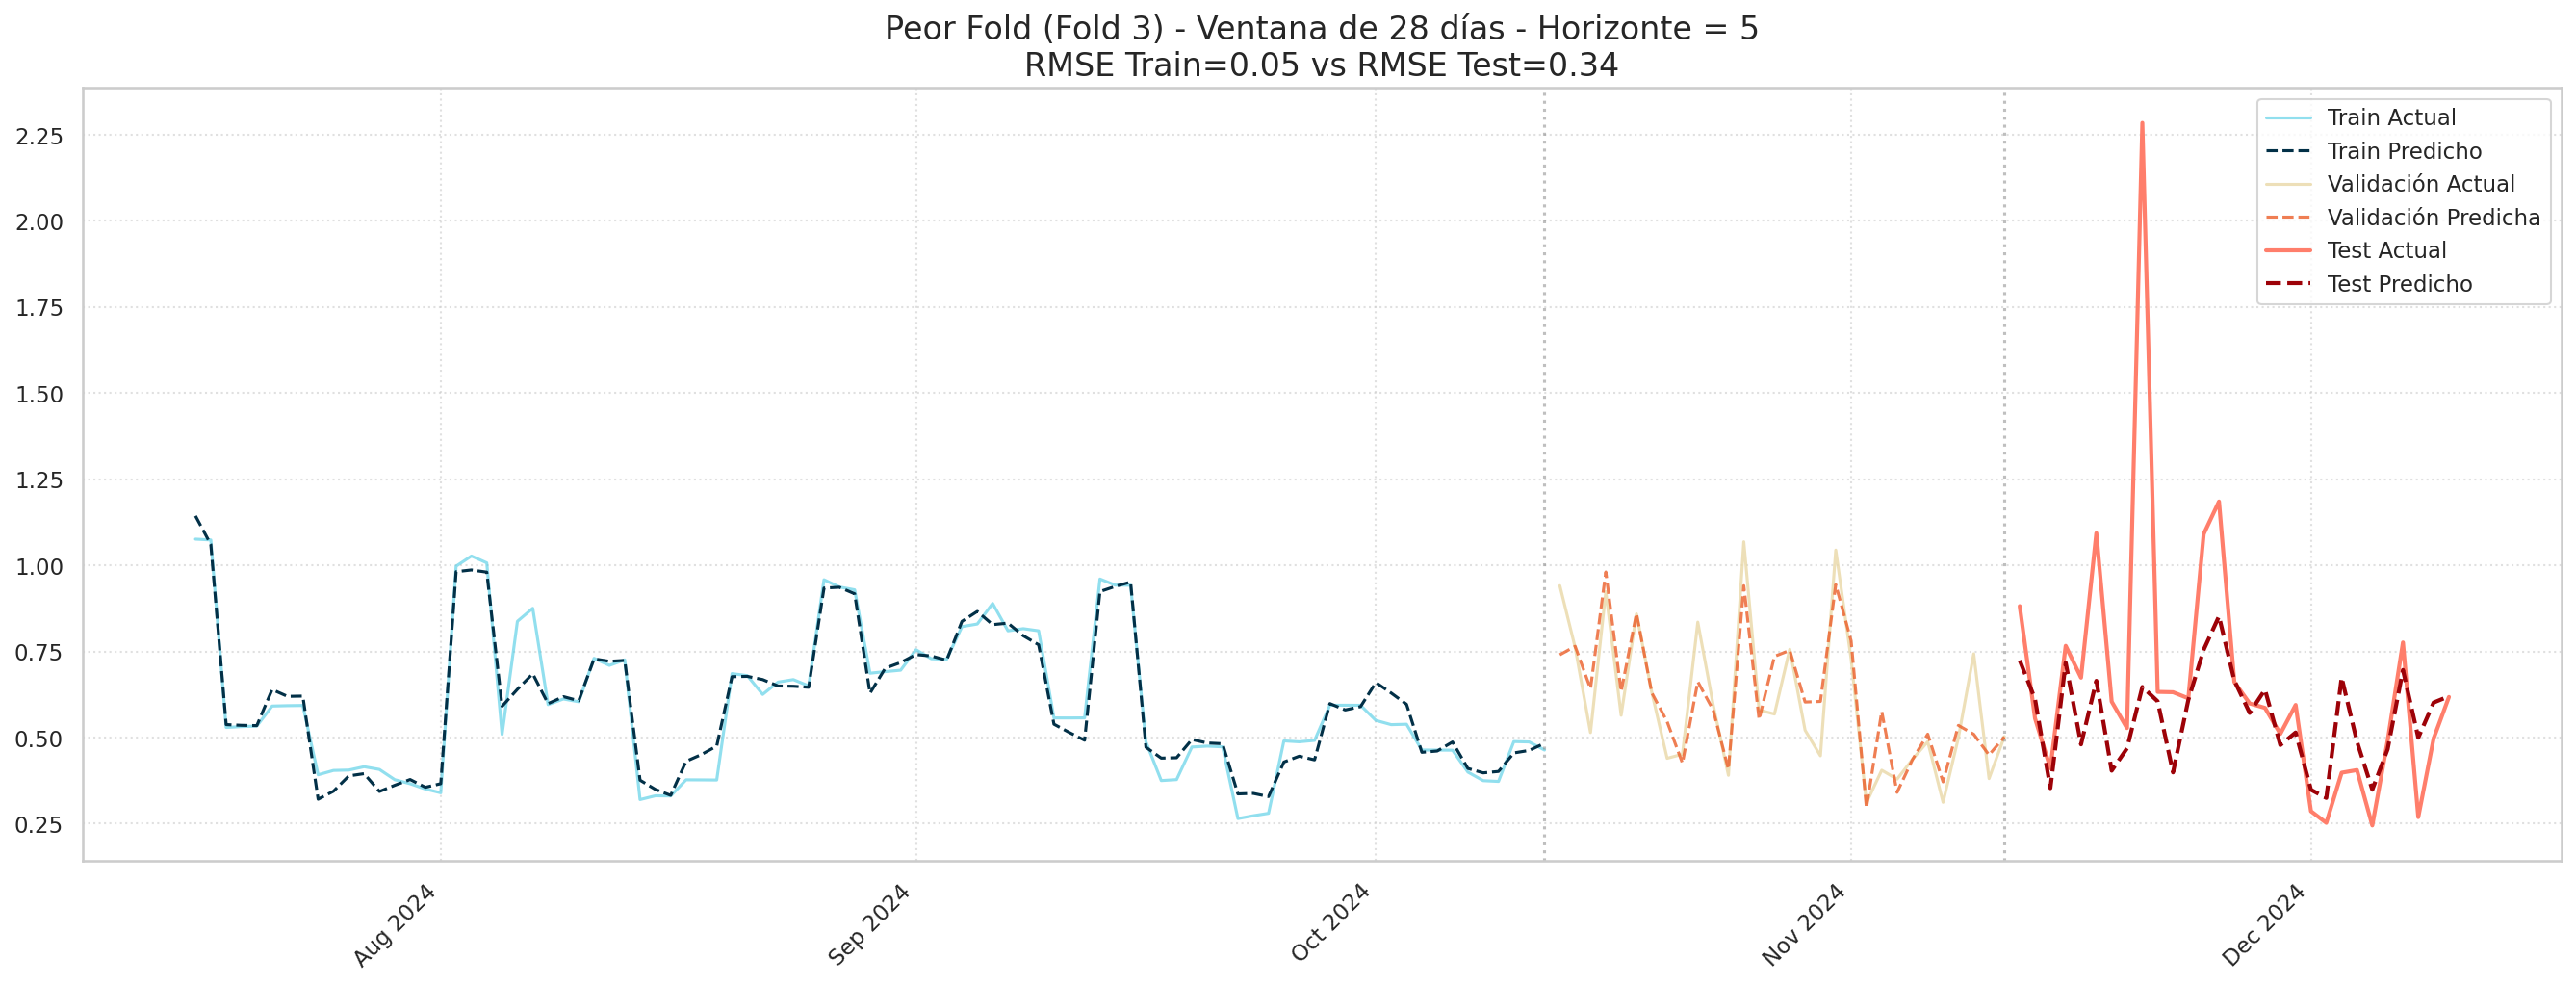 Peor Fold (Fold 3) - Ventana de 28 días - Horizonte = 5
RMSE Train=0.05 vs RMSE Test=0.34
Train Actual
Train Predicho
Validación Actual
Validación Predicha
Test Actual
Test Predicho
2.25
2.00
1.75
1.50
1.25
1.00
0.75
0.50
0.25
Aug 2024
Sep 2024
Oct 2024
Nov 2024
Dec 2024